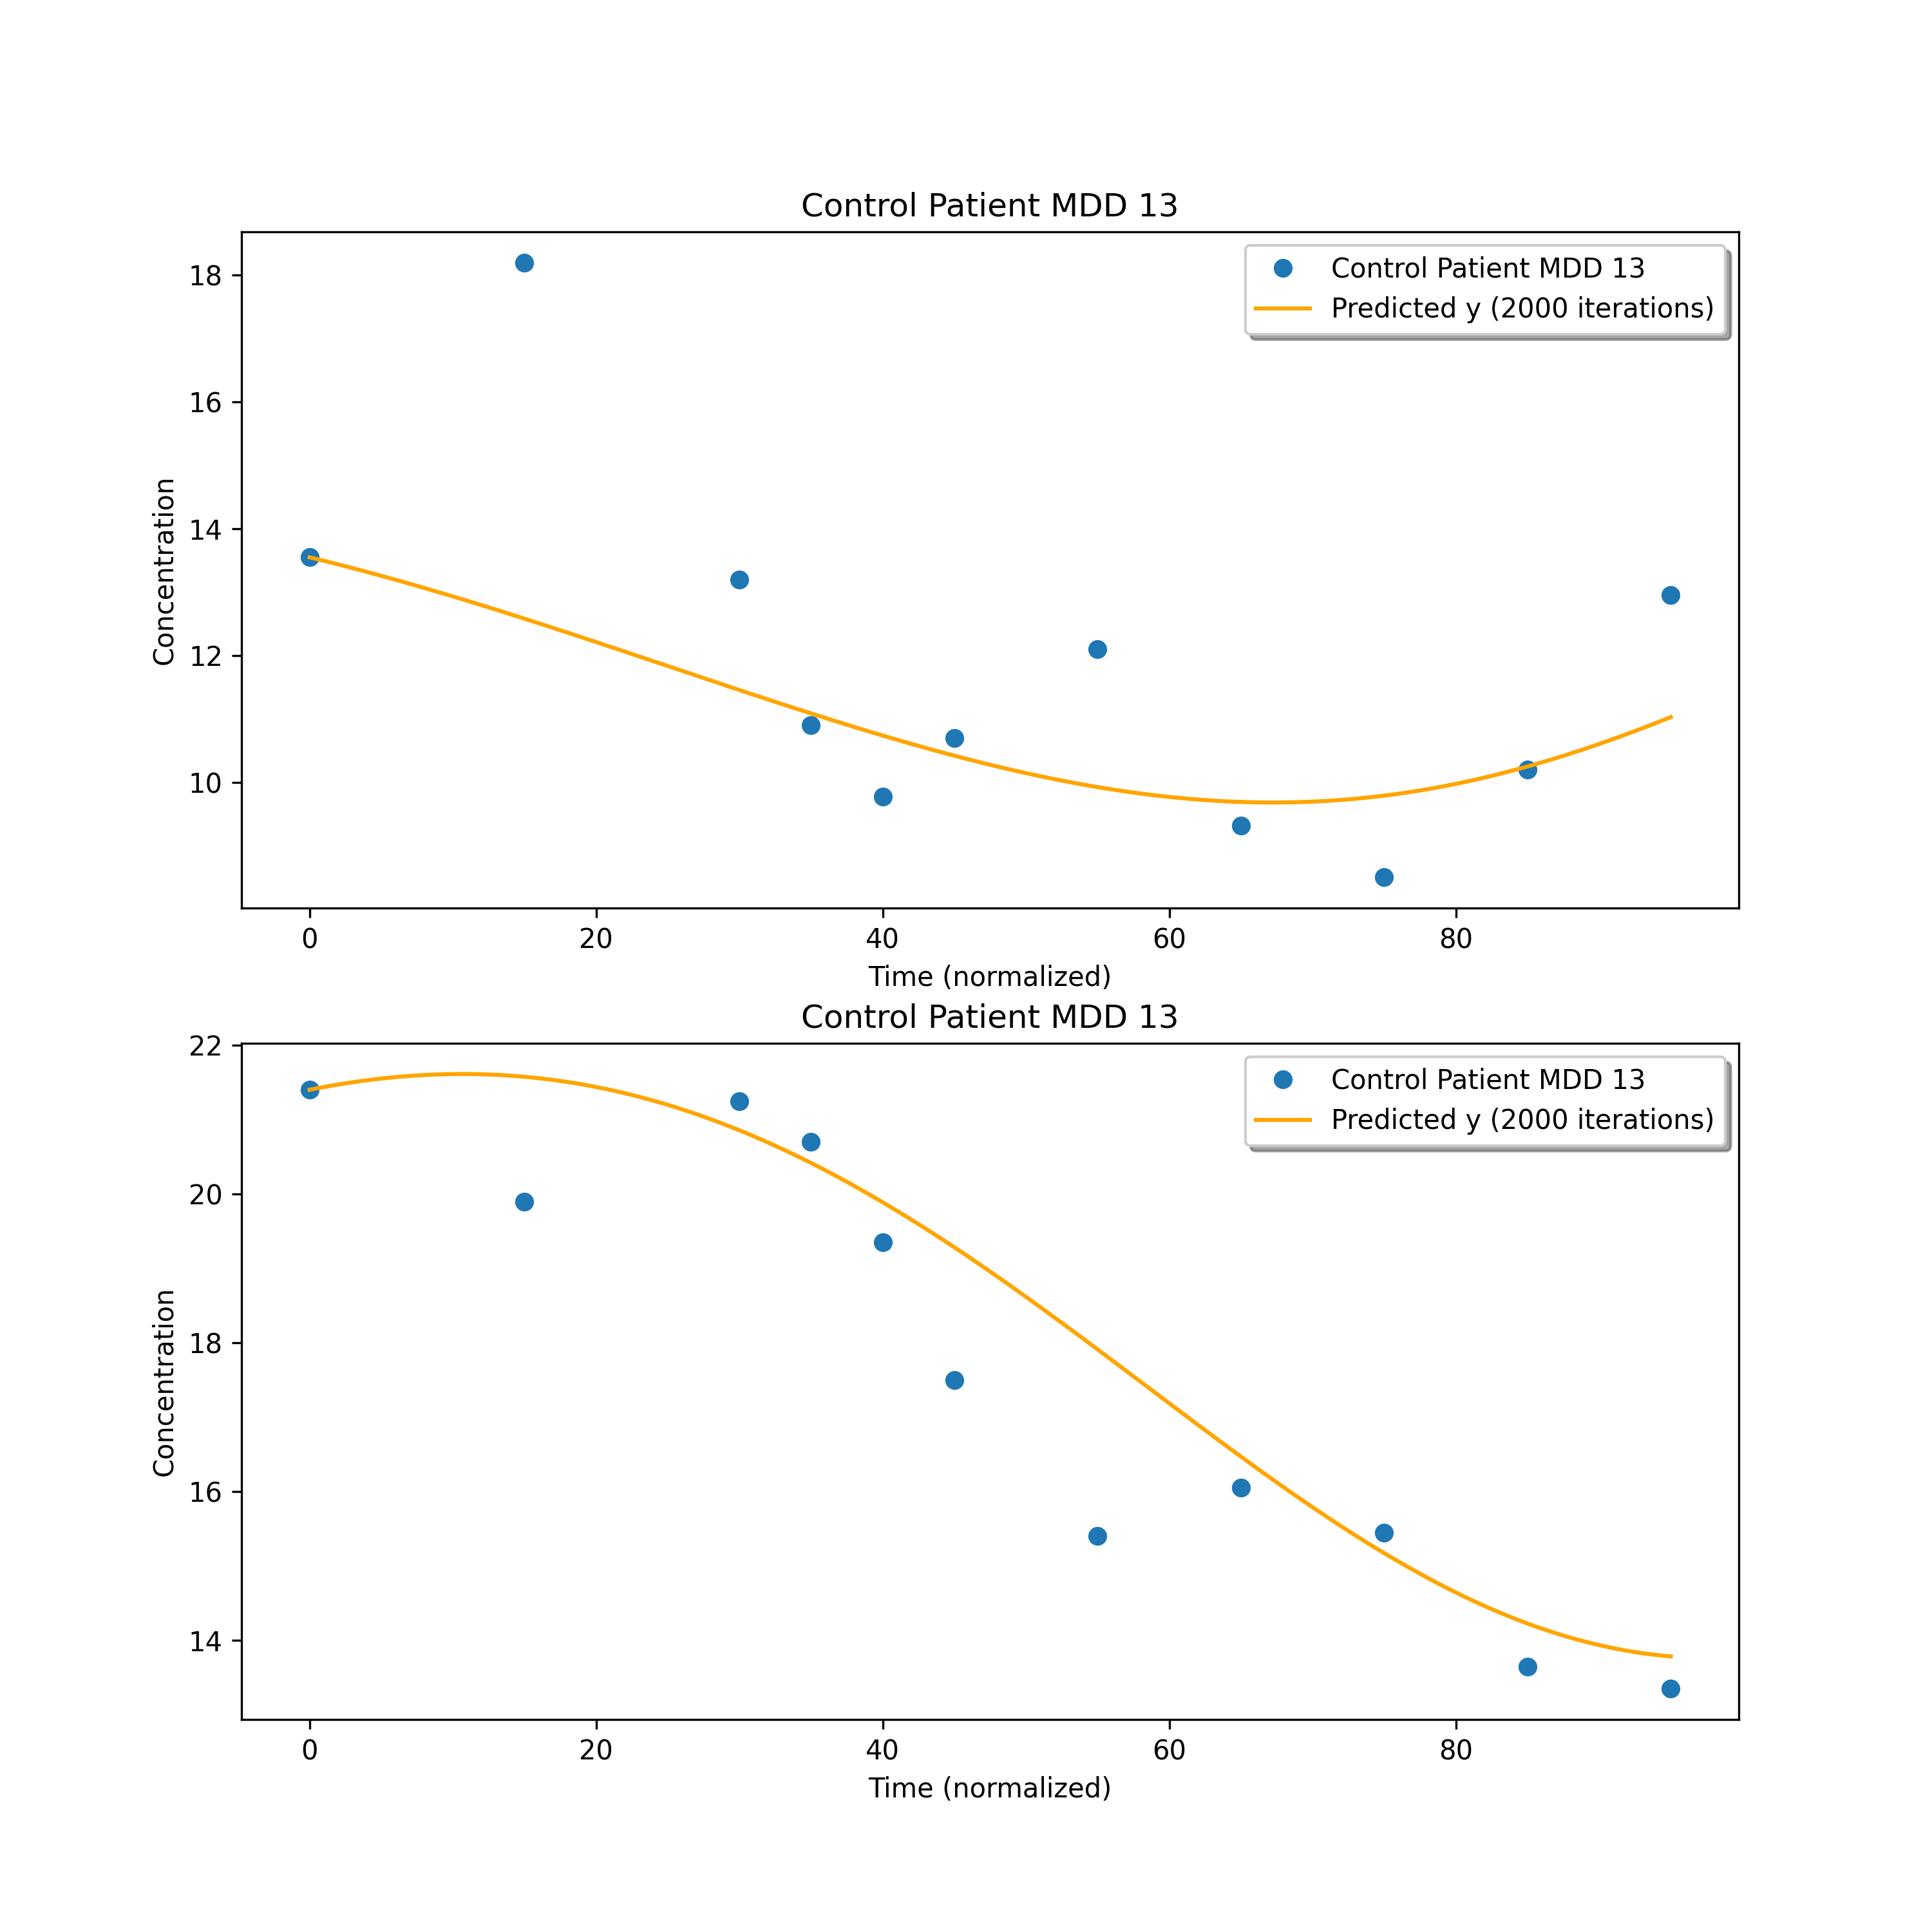 Control Patient MDD 13
Control Patient MDD 13
Predicted y (2000 iterations)
Concentration
18
16
14
12
10
0 20 40 60 80
Time (normalized)
Control Patient MDD 13
Control Patient MDD 13
Predicted y (2000 iterations)
Concentration
22
20
18
16
14
0 20 40 60 80
Time (normalized)